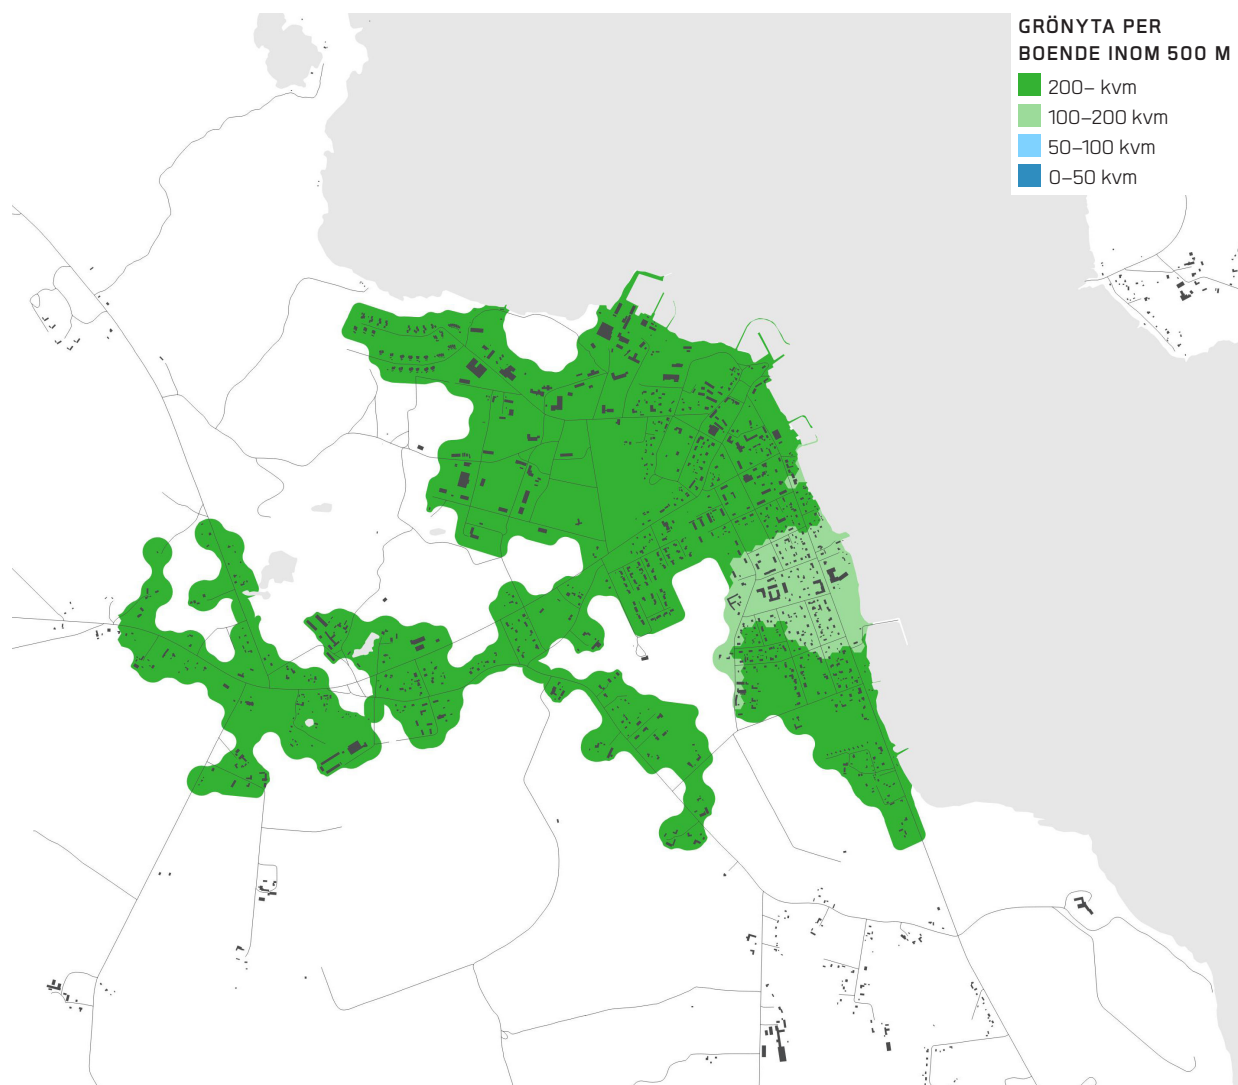 GRÖNYTA PER
BOENDE INOM 500 M
200– kvm
100–200 kvm
50–100 kvm
0–50 kvm